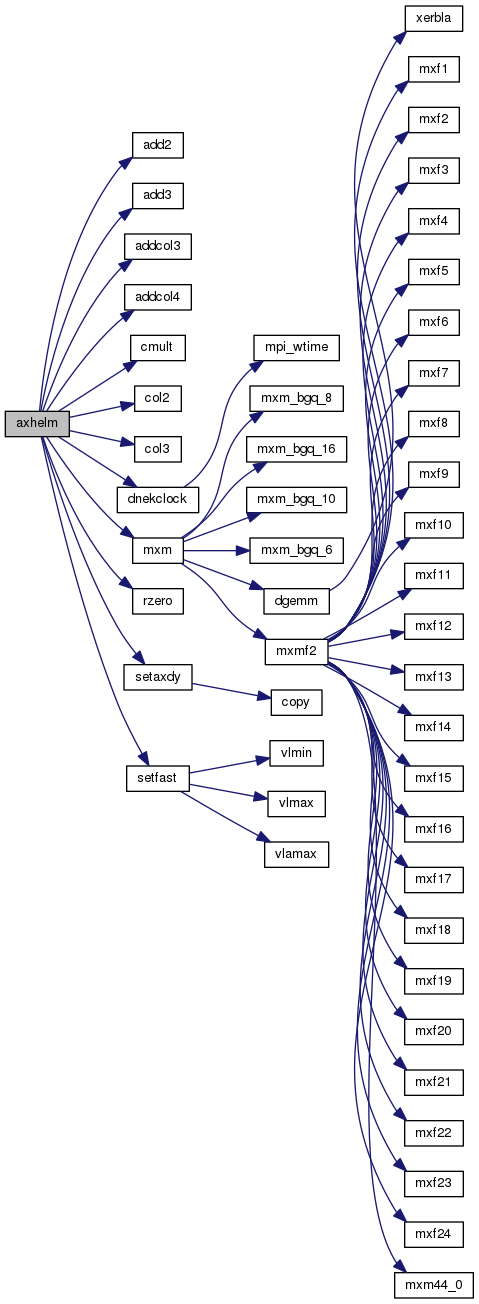 axhelm
add2
add3
addcol3
addcol4
cmult
col2
col3
dnekclock
mxm
rzero
setaxdy
setfast
mpi_wtime
mxm_bgq_8
mxm_bgq_16
mxm_bgq_10
mxm_bgq_6
dgemm
mxmf2
copy
vlmin
vlmax
vlamax
xerbla
mxf1
mxf2
mxf3
mxf4
mxf5
mxf6
mxf7
mxf8
mxf9
mxf10
mxf11
mxf12
mxf13
mxf14
mxf15
mxf16
mxf17
mxf18
mxf19
mxf20
mxf21
mxf22
mxf23
mxf24
mxm44_0